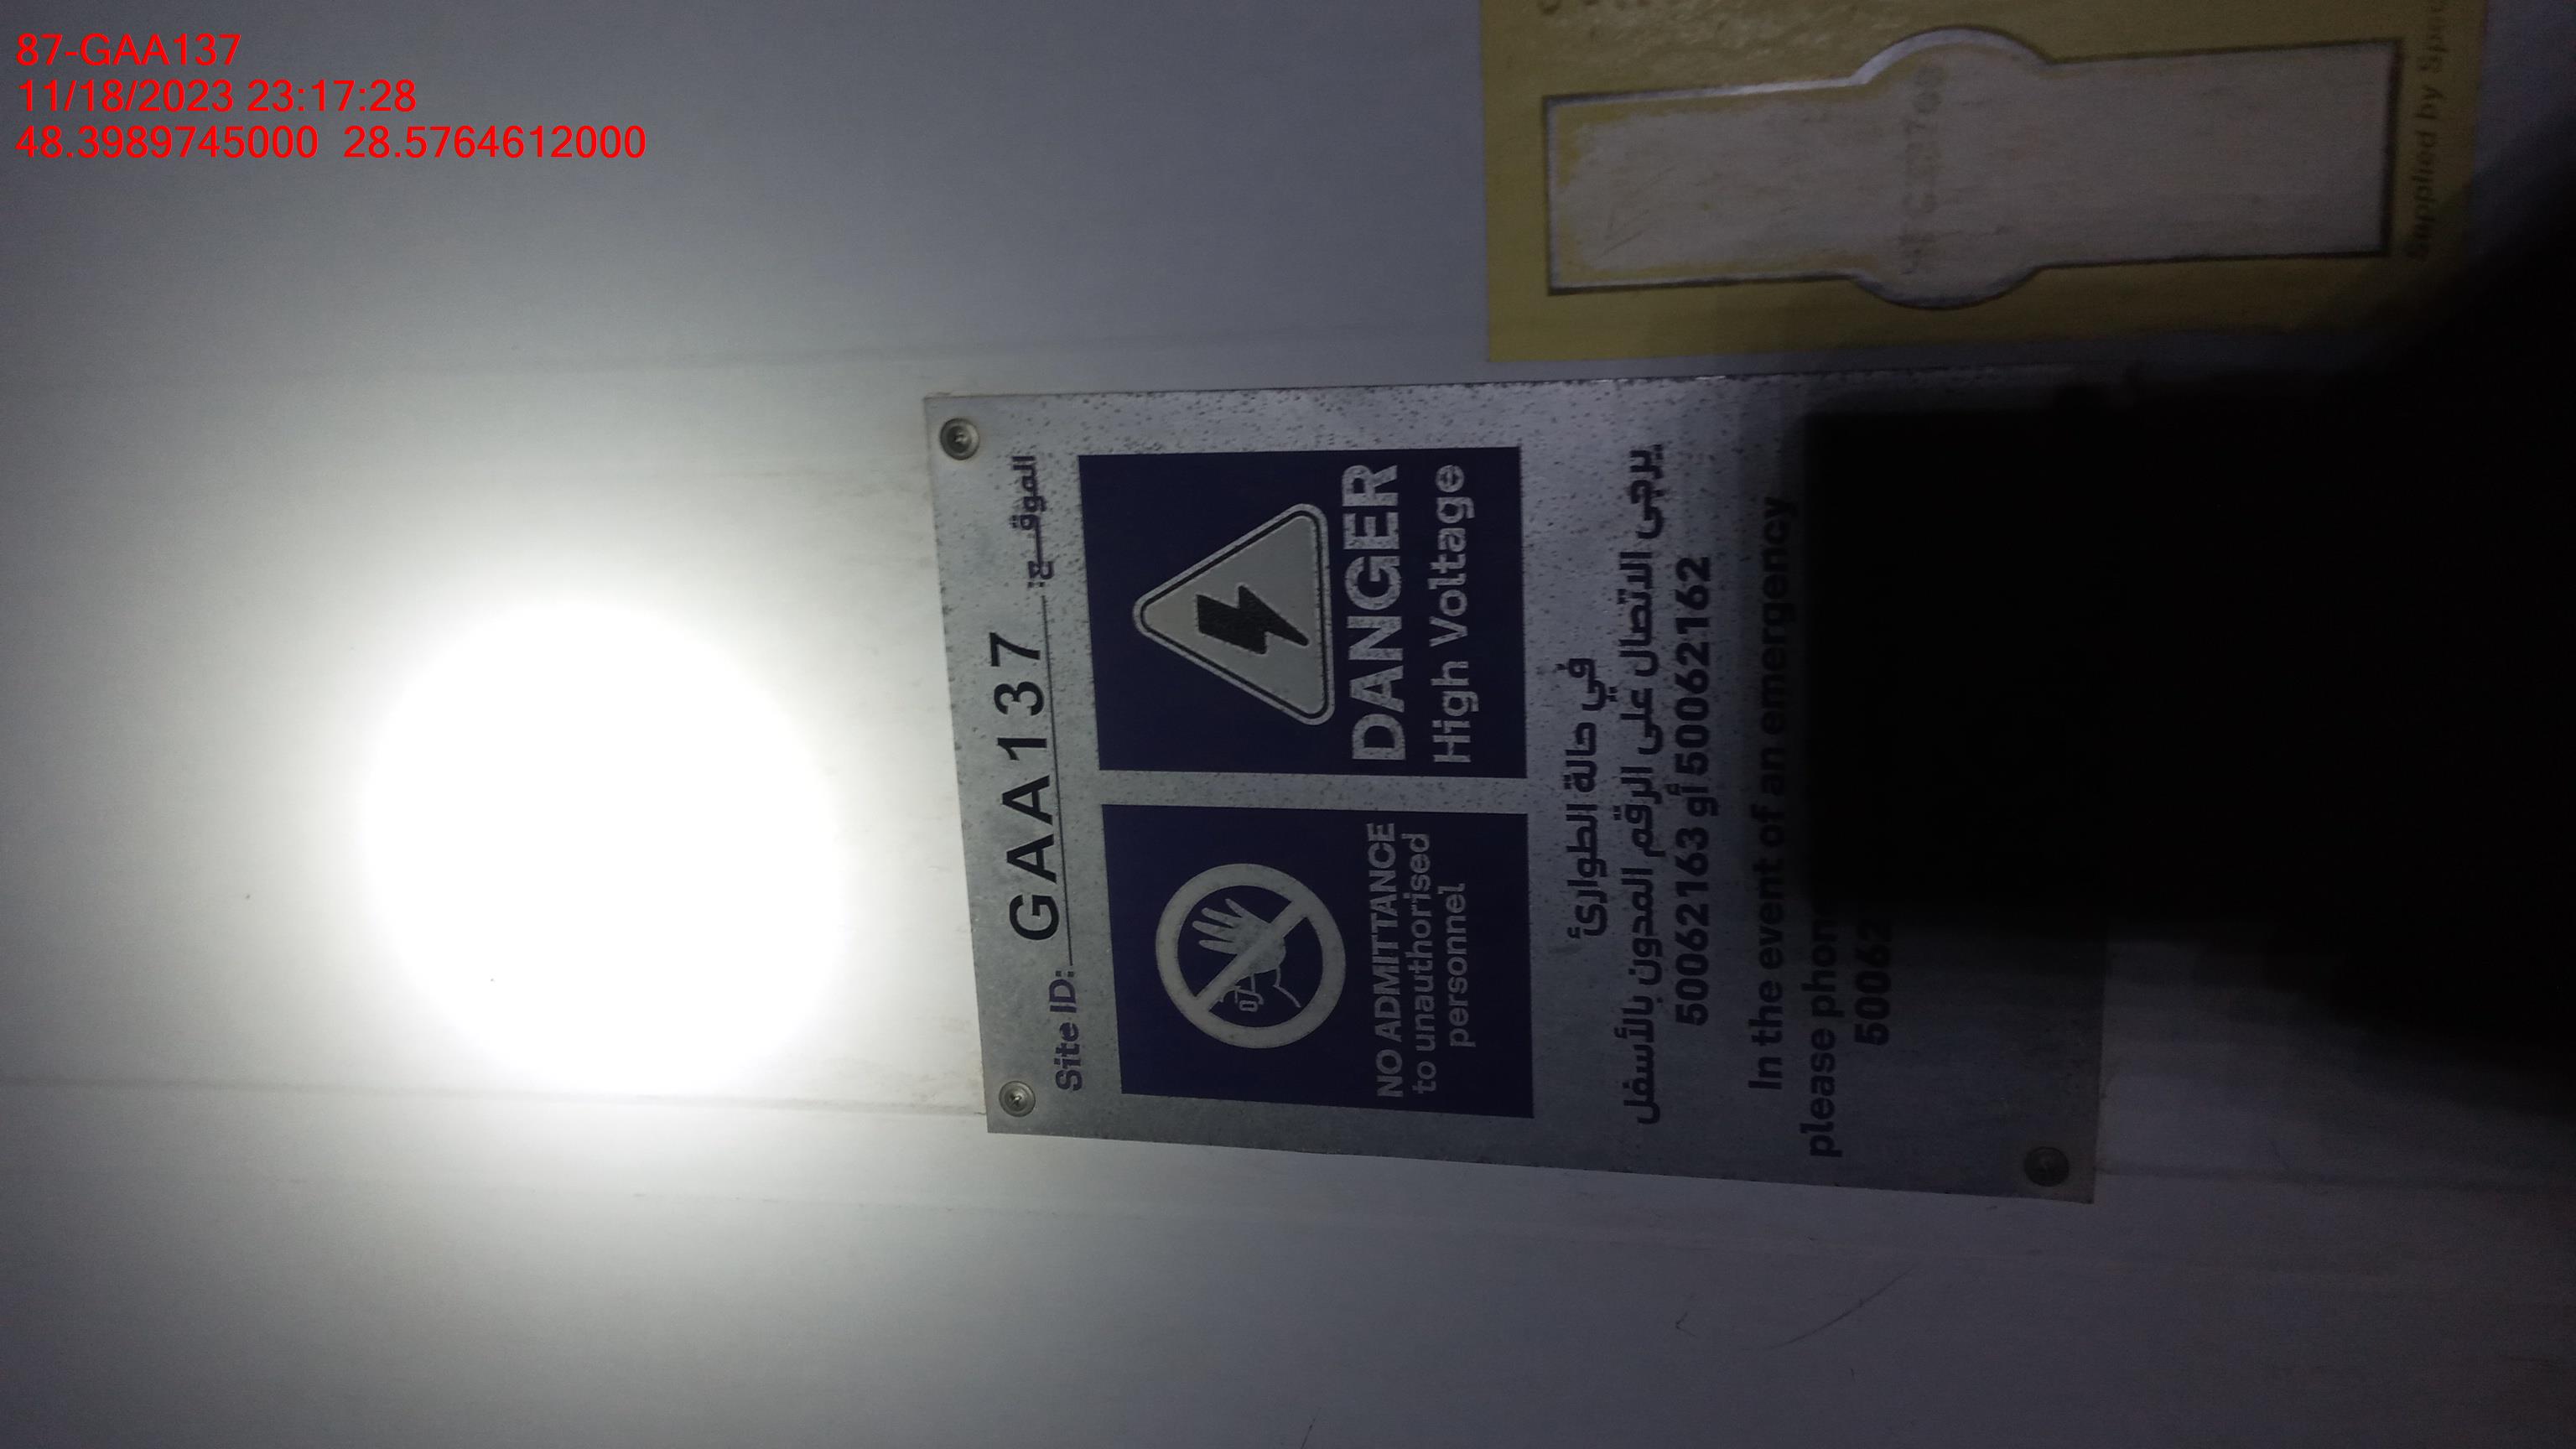 87-GAA137
11/18/2023 23:17:28
48.3989745000 28.5764612000
Site ID: GAA137 الموقع:
NO ADMITTANCE
to unauthorised
personnel
DANGER
High Voltage
في حالة الطوارئ
يرجى الاتصال على الرقم المدون بالأسفل
50062163 أو 50062162
In the event of an emergency
please
Supplied by